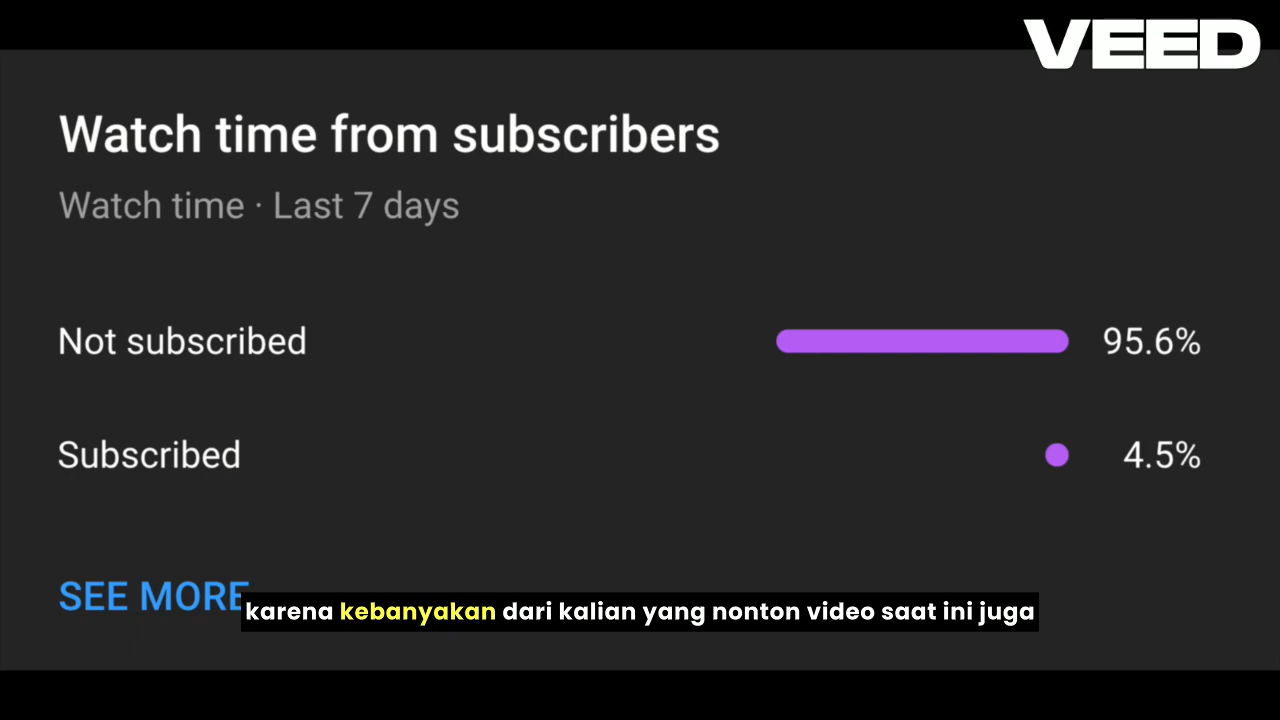 VEED
Watch time from subscribers
Watch time · Last 7 days
Not subscribed 95.6%
Subscribed 4.5%
SEE MORE
karena kebanyakan dari kalian yang nonton video saat ini juga